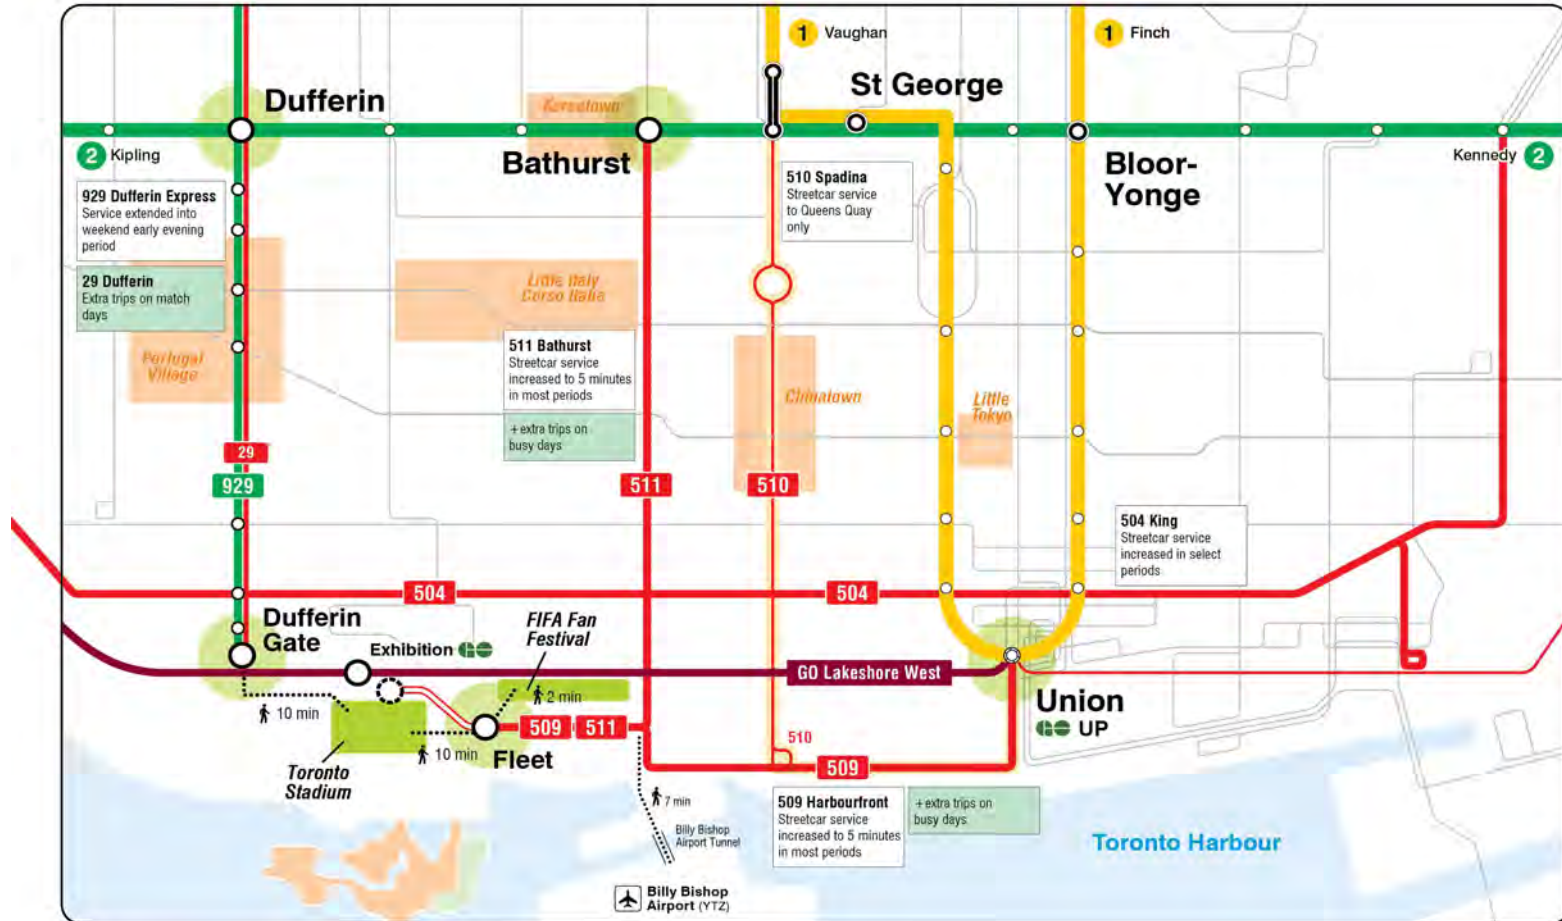 1 Vaughan
1 Finch
St George
Dufferin
Koreatown
Bathurst
Bloor-
Yonge
2 Kipling
Kennedy 2
929 Dufferin Express
Service extended into
weekend early evening
period
29 Dufferin
Extra trips on match
days
510 Spadina
Streetcar service
to Queens Quay
only
Little Italy
Corso Italia
511 Bathurst
Streetcar service
increased to 5 minutes
in most periods
+extra trips on
busy days
Portugal
Village
Chinatown
Little
Tokyo
29
929
511
510
504 King
Streetcar service
increased in select
periods
504
504
Dufferin
Gate
FIFA Fan
Festival
Exhibition GO
GO Lakeshore West
10 min
2 min
Union
GO UP
509
511
10 min
Fleet
510
509
Toronto
Stadium
7 min
509 Harbourfront
Streetcar service
increased to 5 minutes
in most periods
+extra trips on
busy days
Billy Bishop
Airport Tunnel
Toronto Harbour
Billy Bishop
Airport (YTZ)